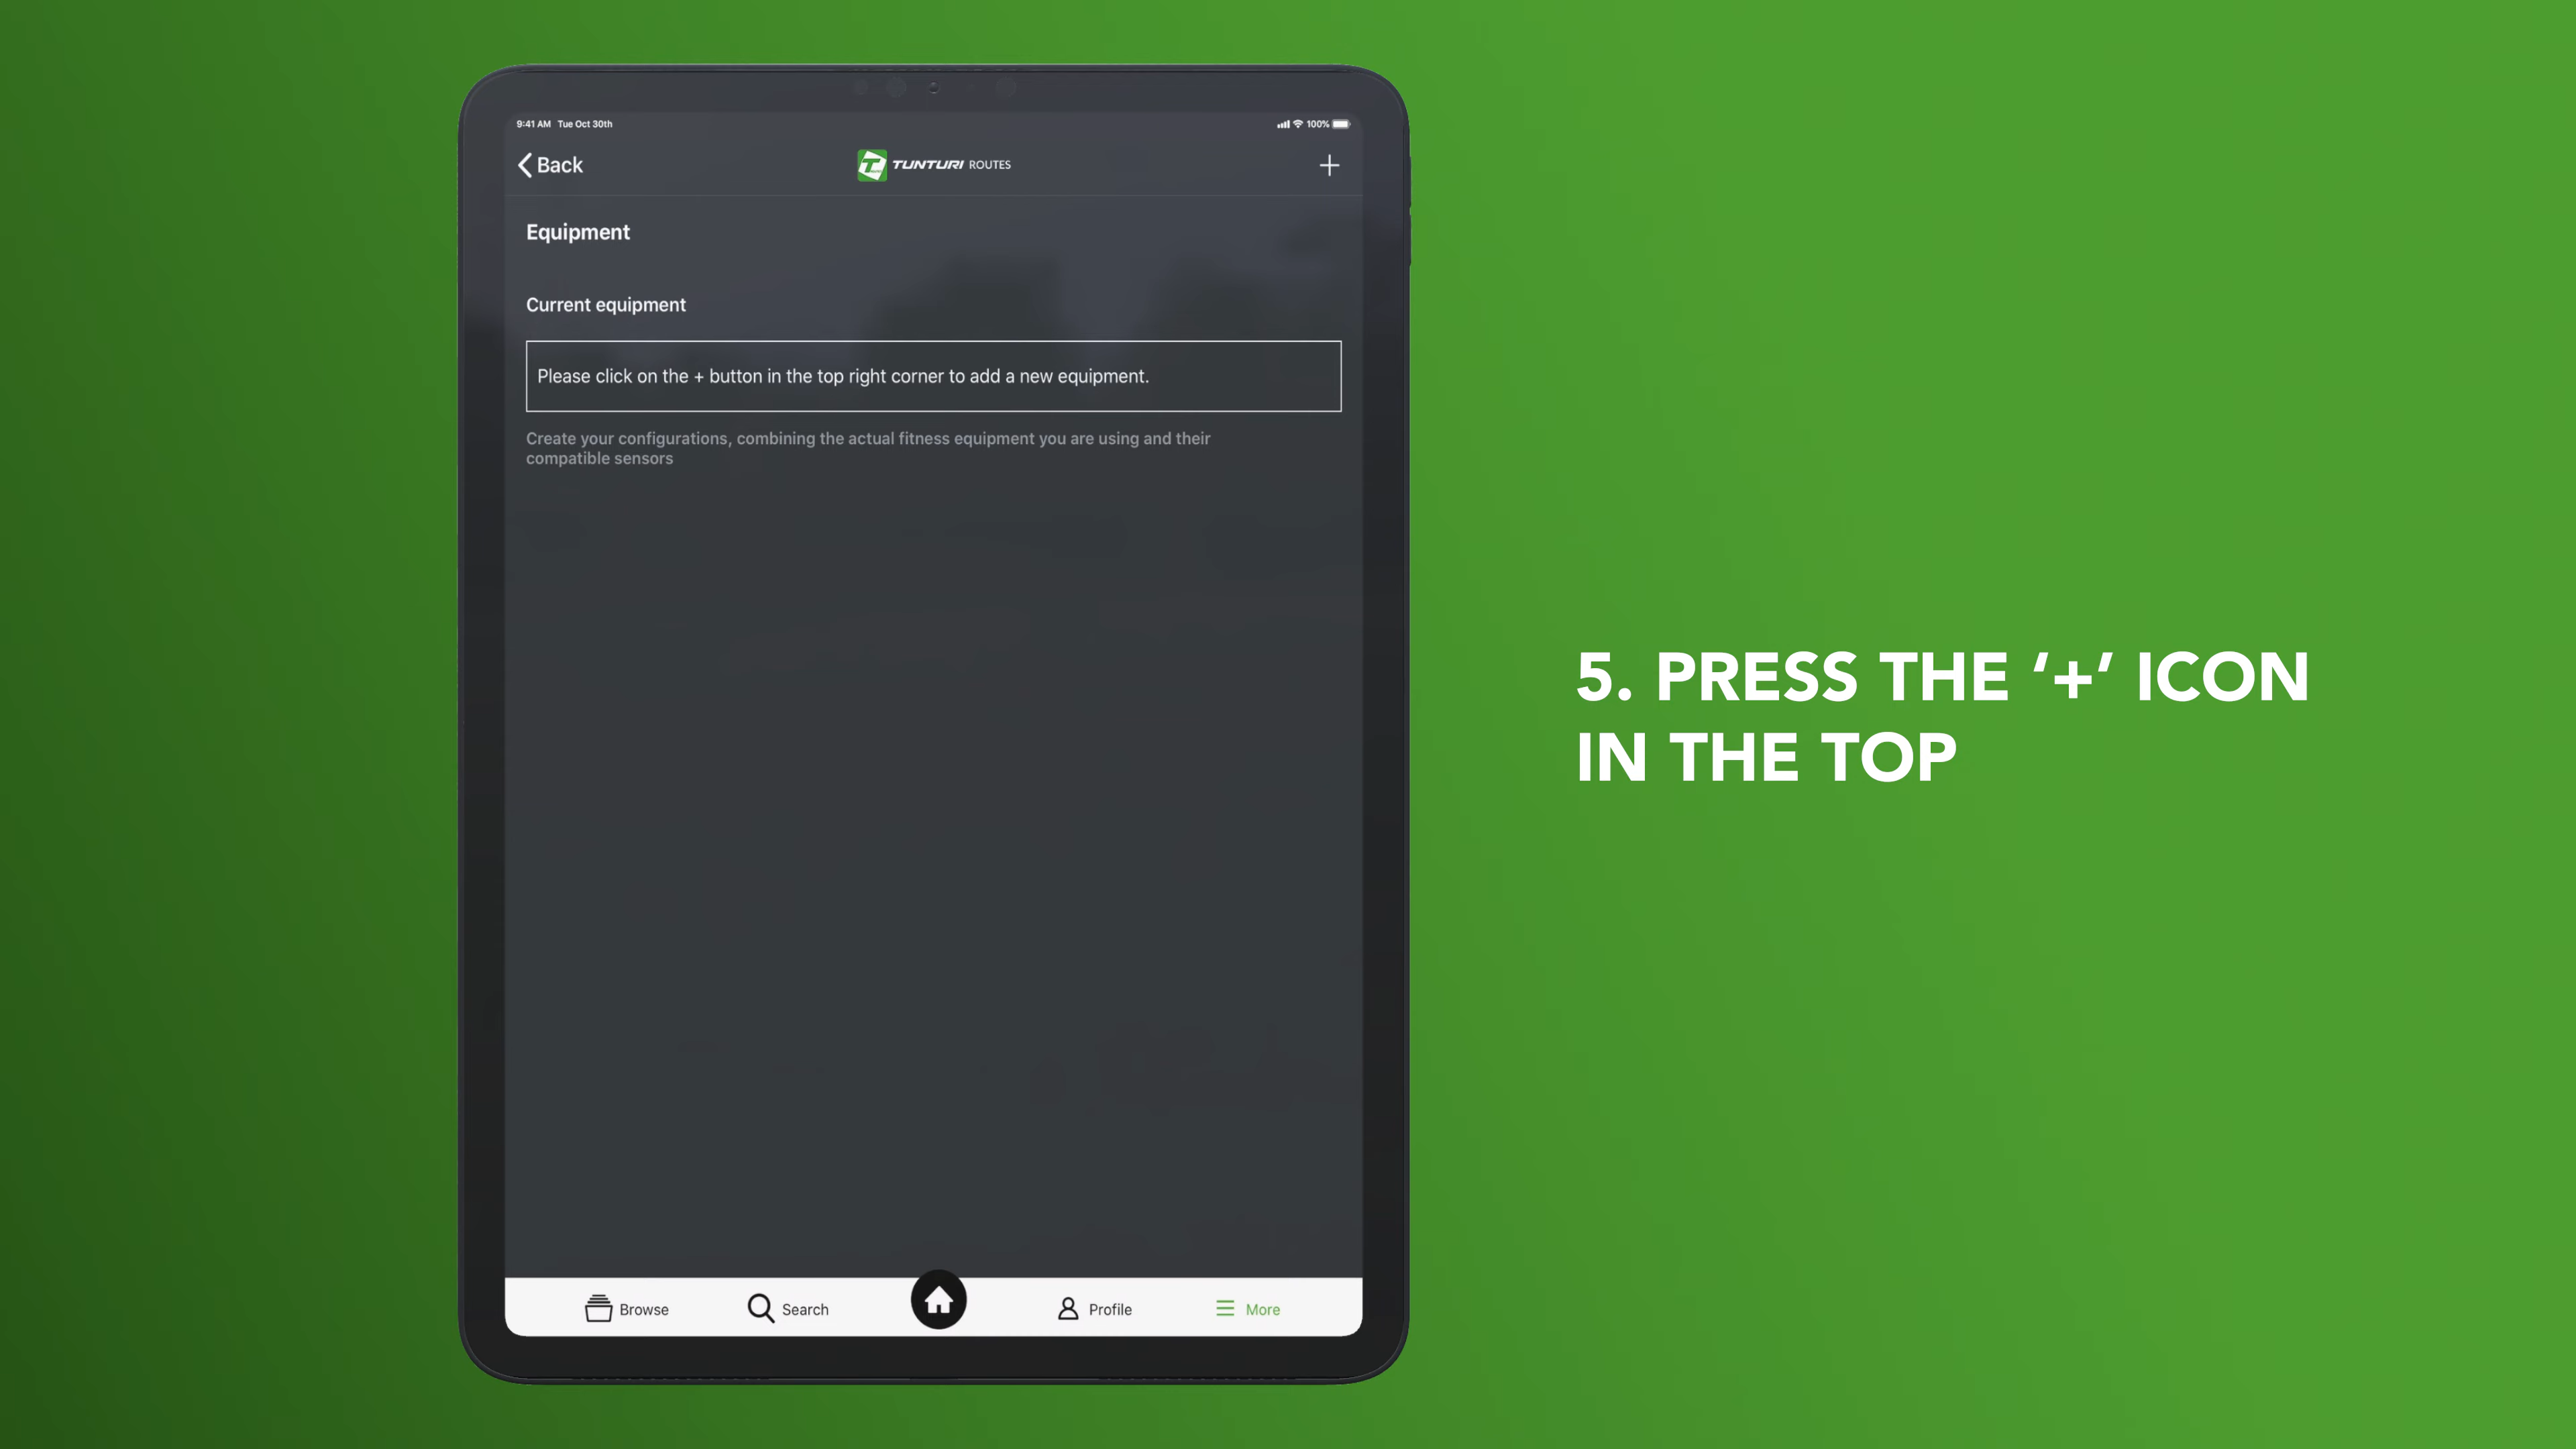 9:41 AM Tue Oct 30th
100%
Back
TUNTURI ROUTES
+
Equipment
Current equipment
Please click on the + button in the top right corner to add a new equipment.
Create your configurations, combining the actual fitness equipment you are using and their
compatible sensors
5. PRESS THE ‘+’ ICON
IN THE TOP
Browse
Search
Profile
More